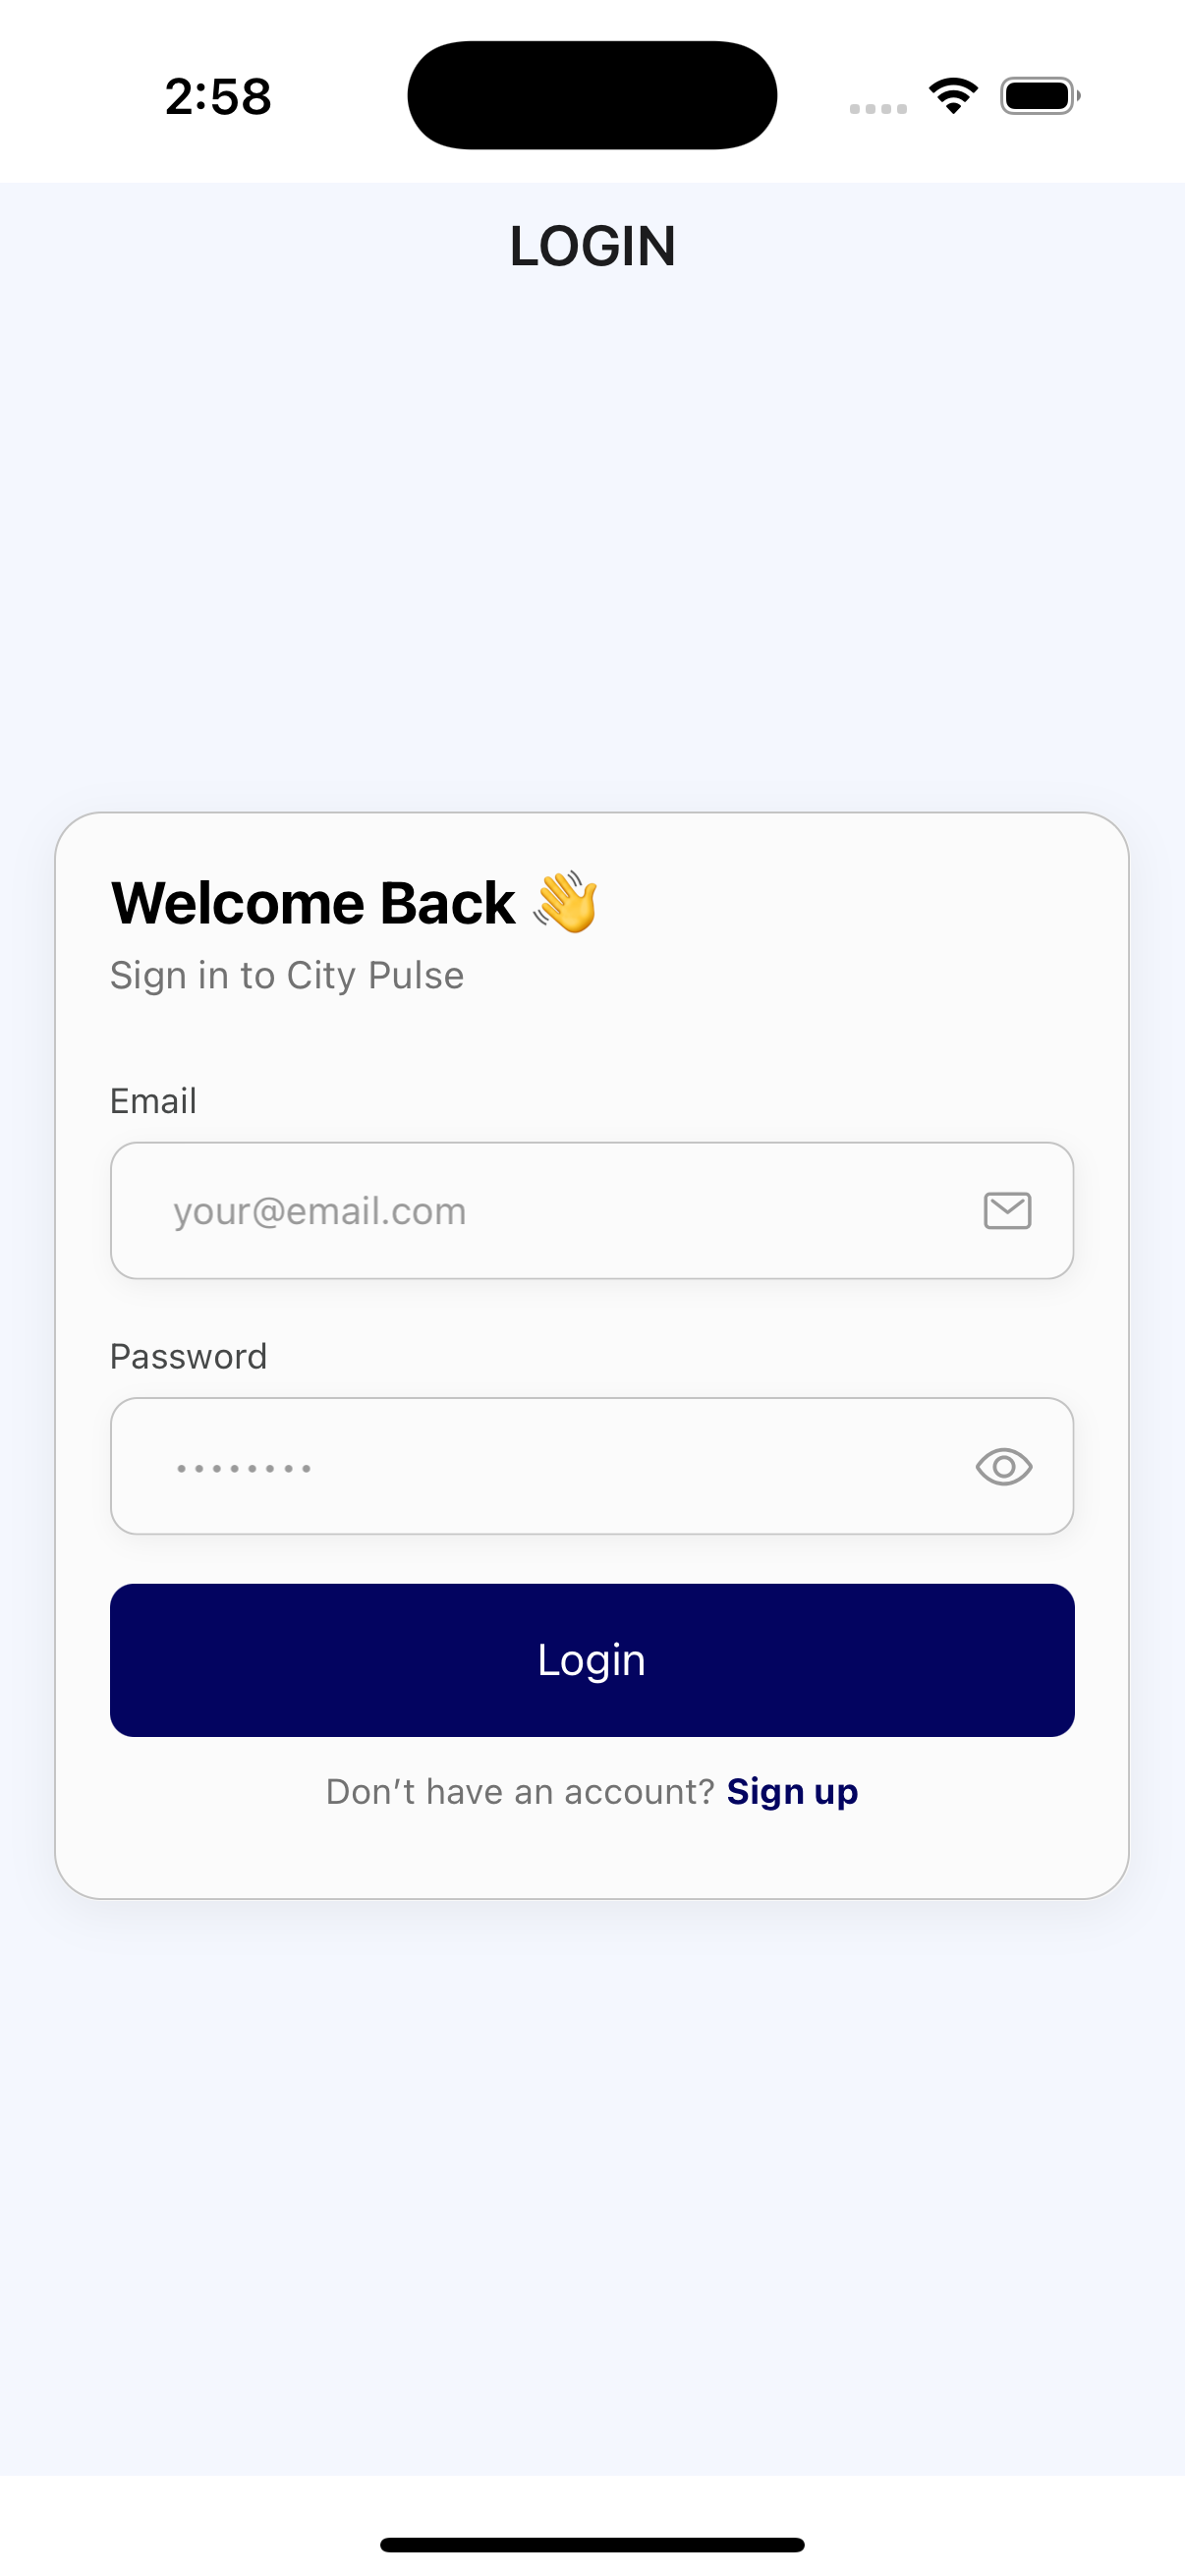 2:58
LOGIN
Welcome Back 👋
Sign in to City Pulse
Email
your@email.com
Password
••••••••
Login
Don’t have an account? Sign up